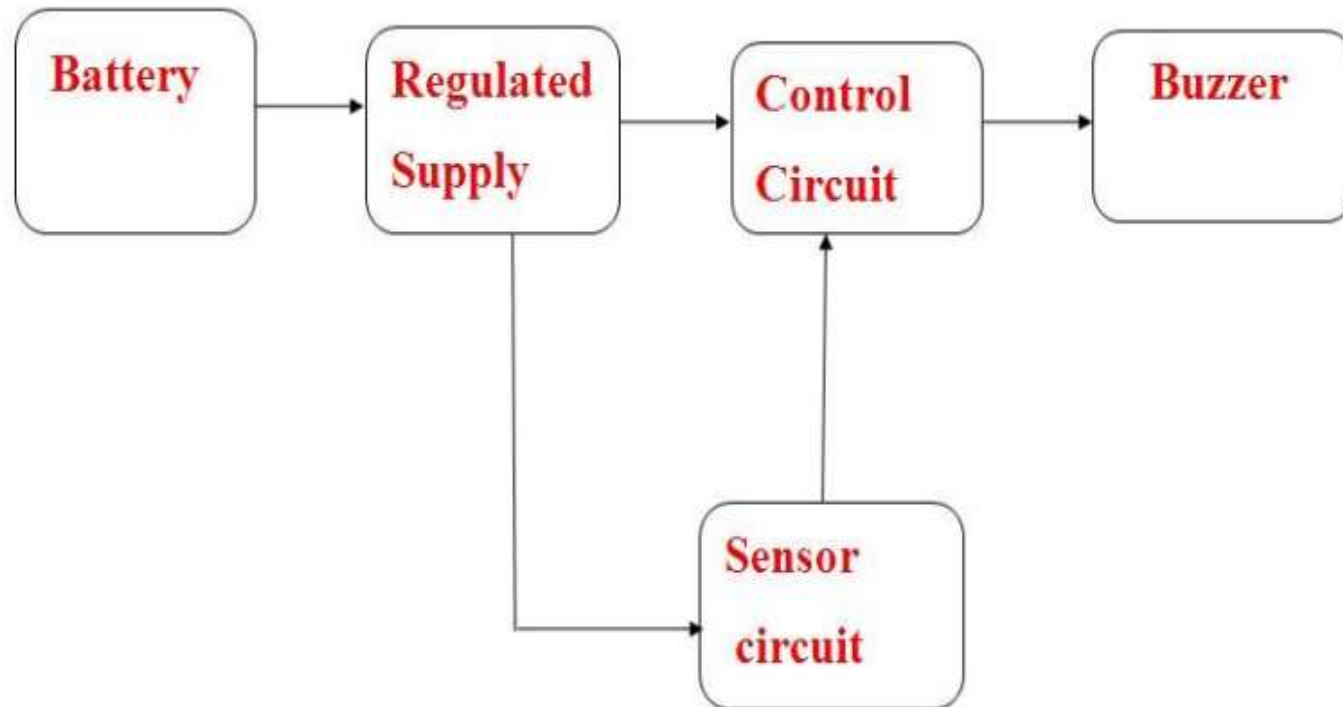 Battery
Regulated
Supply
Control
Circuit
Buzzer
Sensor
circuit